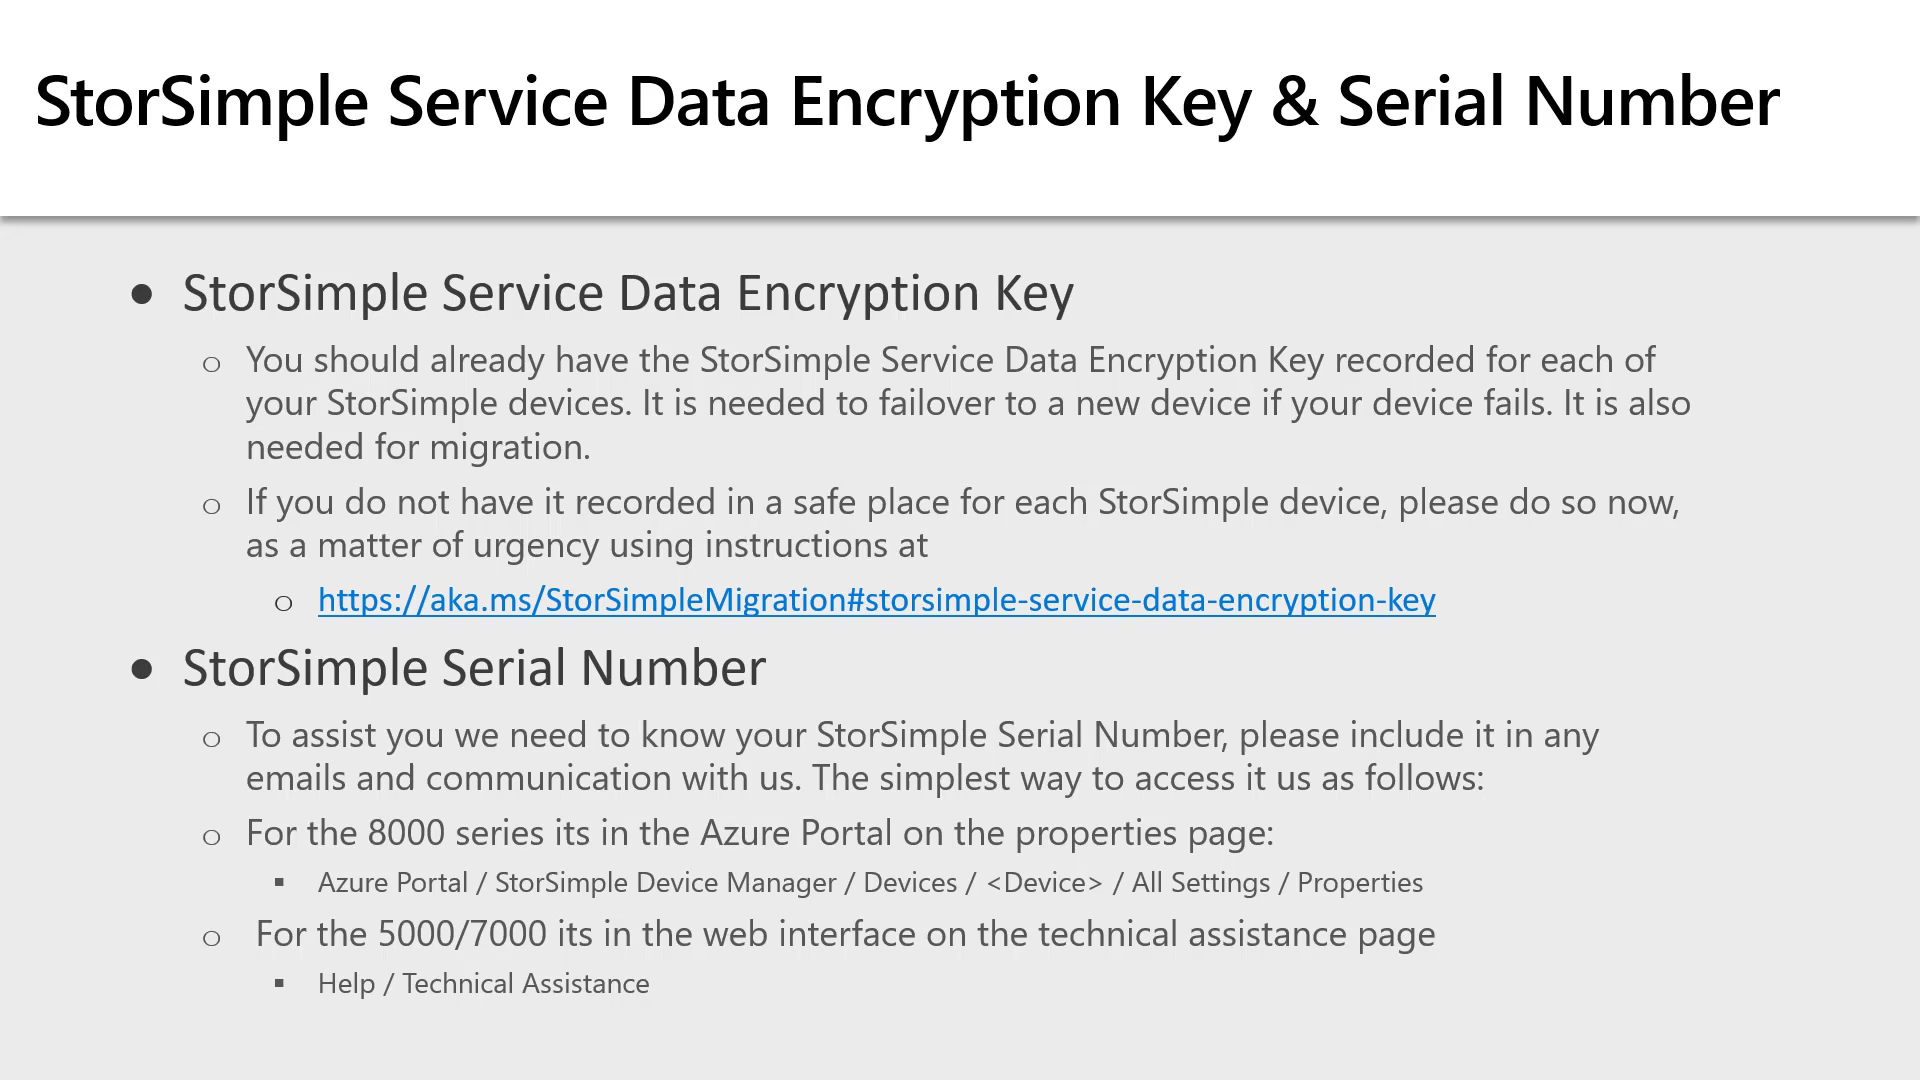 StorSimple Service Data Encryption Key & Serial Number
• StorSimple Service Data Encryption Key
o You should already have the StorSimple Service Data Encryption Key recorded for each of
your StorSimple devices. It is needed to failover to a new device if your device fails. It is also
needed for migration.
o If you do not have it recorded in a safe place for each StorSimple device, please do so now,
as a matter of urgency using instructions at
o https://aka.ms/StorSimpleMigration#storsimple-service-data-encryption-key
• StorSimple Serial Number
o To assist you we need to know your StorSimple Serial Number, please include it in any
emails and communication with us. The simplest way to access it us as follows:
o For the 8000 series its in the Azure Portal on the properties page:
▪ Azure Portal / StorSimple Device Manager / Devices / <Device> / All Settings / Properties
o For the 5000/7000 its in the web interface on the technical assistance page
▪ Help / Technical Assistance